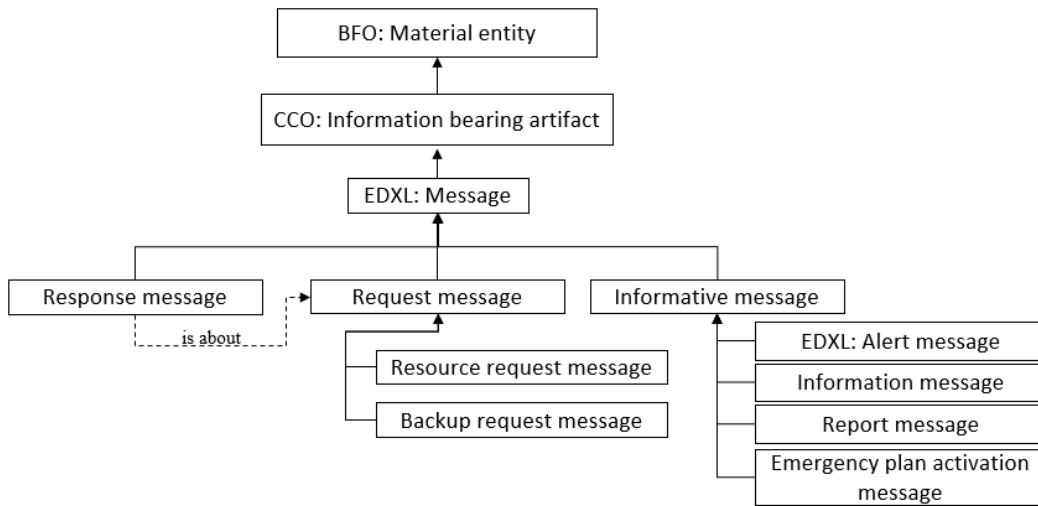 BFO: Material entity
CCO: Information bearing artifact
EDXL: Message
Response message
Request message
Informative message
is about
Resource request message
Backup request message
EDXL: Alert message
Information message
Report message
Emergency plan activation
message